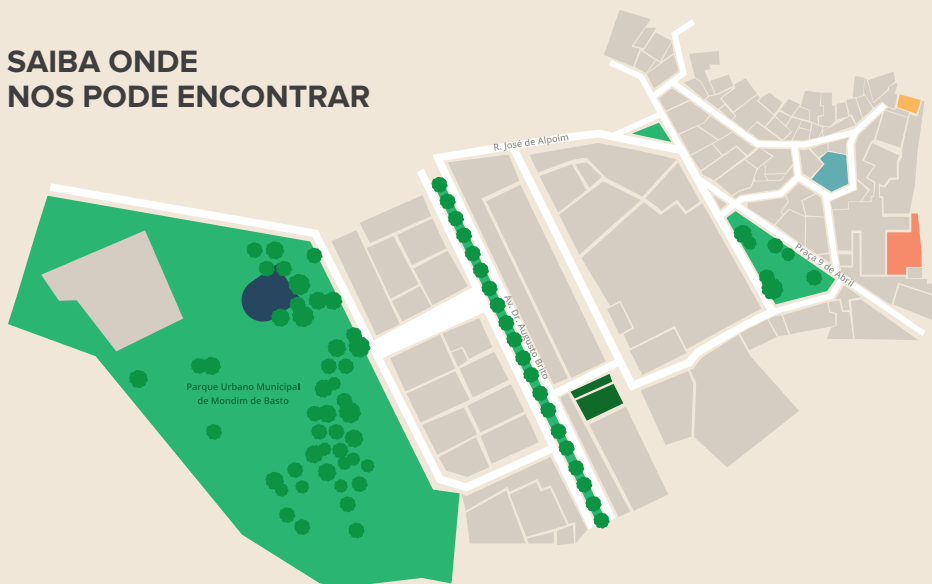 SAIBA ONDE
NOS PODE ENCONTRAR
R. José de Alpoim
Praça 9 de Abril
Av. Dr. Augusto Brito
Parque Urbano Municipal
de Mondim de Basto